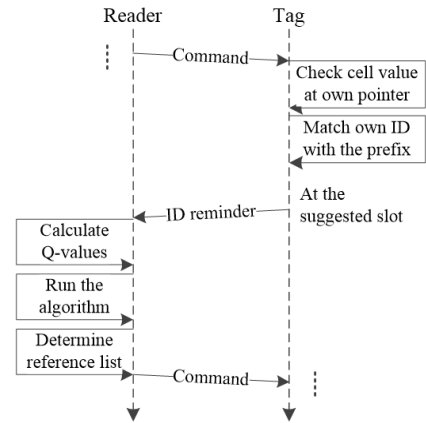 Reader
Tag
Command
Check cell value
at own pointer
Match own ID
with the prefix
ID reminder
At the
suggested slot
Calculate
Q-values
Run the
algorithm
Determine
reference list
Command